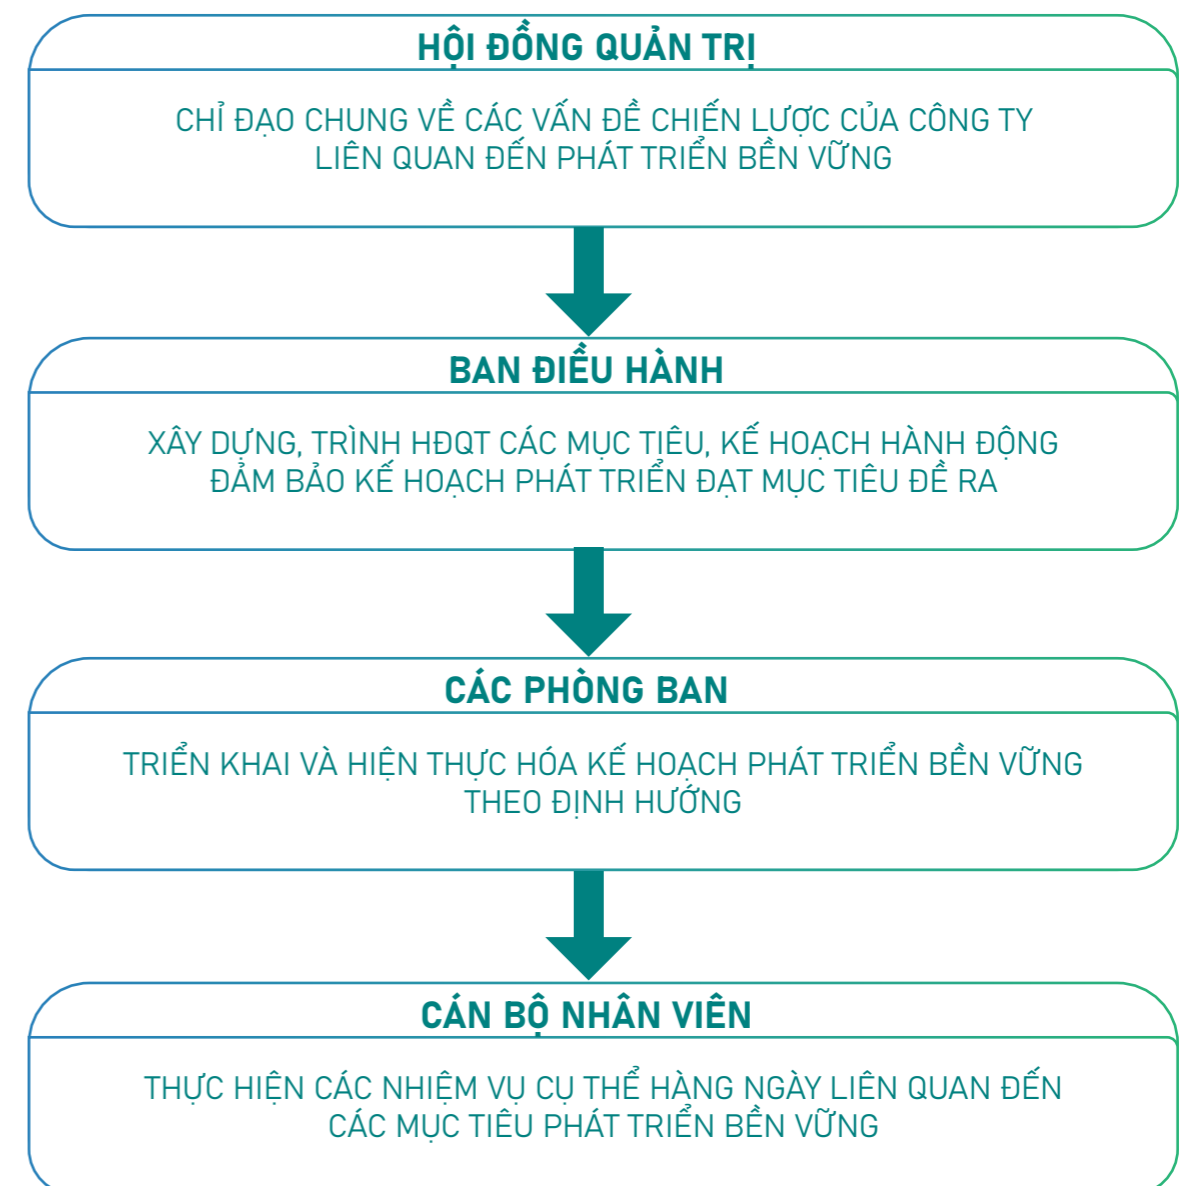 HỘI ĐỒNG QUẢN TRỊ
CHỈ ĐẠO CHUNG VỀ CÁC VẤN ĐỀ CHIẾN LƯỢC CỦA CÔNG TY
LIÊN QUAN ĐẾN PHÁT TRIỂN BỀN VỮNG
BAN ĐIỀU HÀNH
XÂY DỰNG, TRÌNH HĐQT CÁC MỤC TIÊU, KẾ HOẠCH HÀNH ĐỘNG
ĐẢM BẢO KẾ HOẠCH PHÁT TRIỂN ĐẠT MỤC TIÊU ĐỀ RA
CÁC PHÒNG BAN
TRIỂN KHAI VÀ HIỆN THỰC HÓA KẾ HOẠCH PHÁT TRIỂN BỀN VỮNG
THEO ĐỊNH HƯỚNG
CÁN BỘ NHÂN VIÊN
THỰC HIỆN CÁC NHIỆM VỤ CỤ THỂ HÀNG NGÀY LIÊN QUAN ĐẾN
CÁC MỤC TIÊU PHÁT TRIỂN BỀN VỮNG